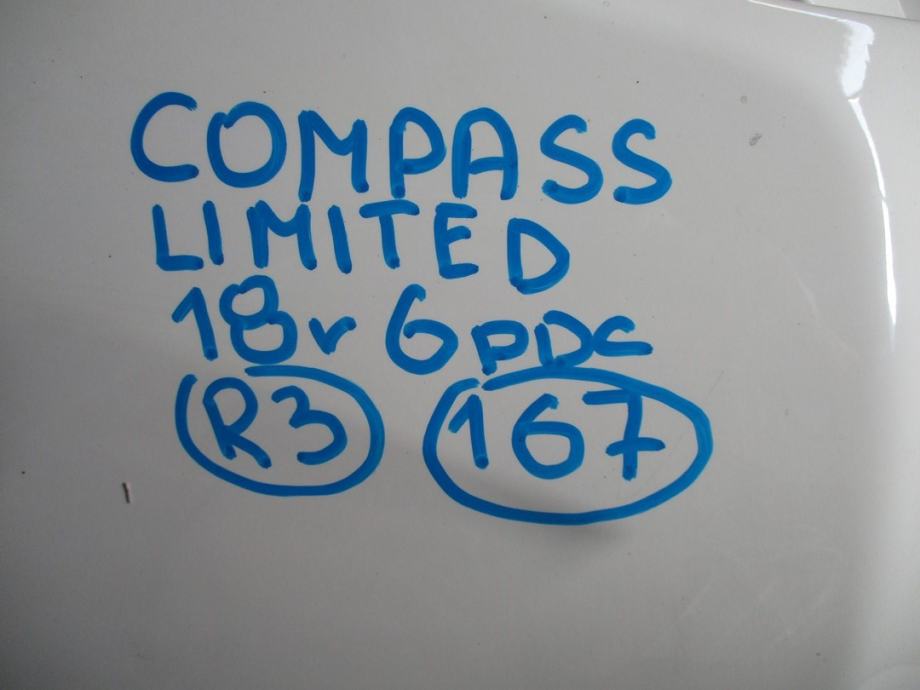 COMPASS
LIMITED
18r 6PDC
R3 167